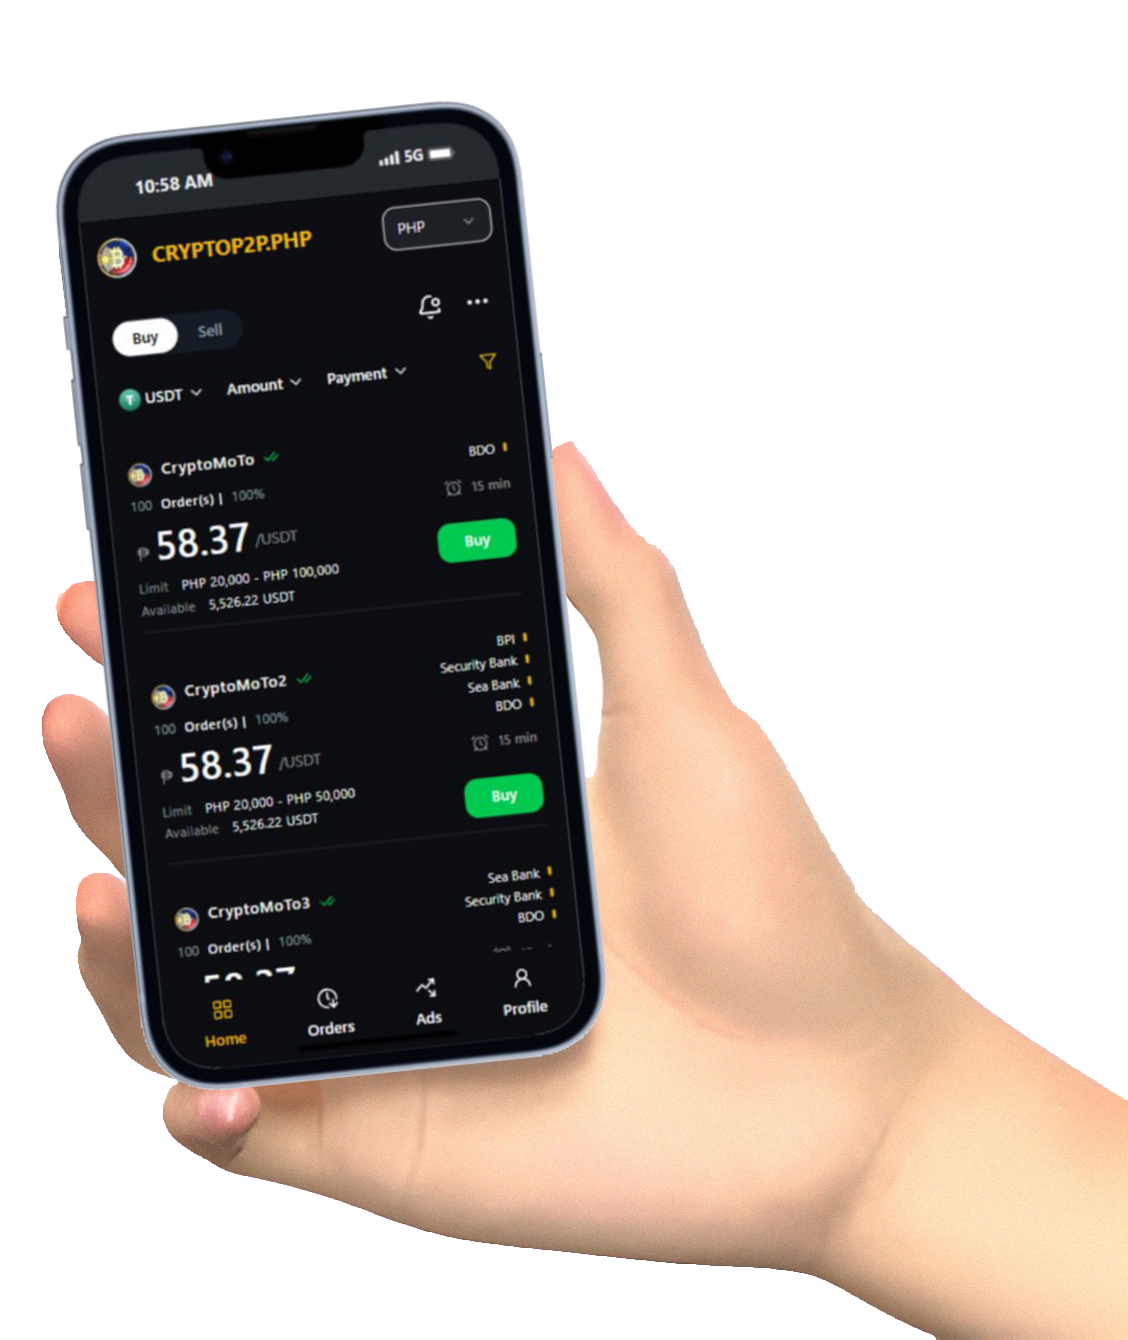 10:58 AM 5G
CRYPTOP2P.PHP PHP
Buy Sell
T USDT Amount Payment
CryptoMoTo BDO
100 Order(s) | 100% 15 min
₱ 58.37 /USDT Buy
Limit PHP 20,000 - PHP 100,000
Available 5,526.22 USDT
BPI
Security Bank
CryptoMoTo2 Sea Bank
BDO
100 Order(s) | 100% 15 min
₱ 58.37 /USDT Buy
Limit PHP 20,000 - PHP 50,000
Available 5,526.22 USDT
Sea Bank
CryptoMoTo3 Security Bank
BDO
100 Order(s) | 100%
Home Orders Ads Profile